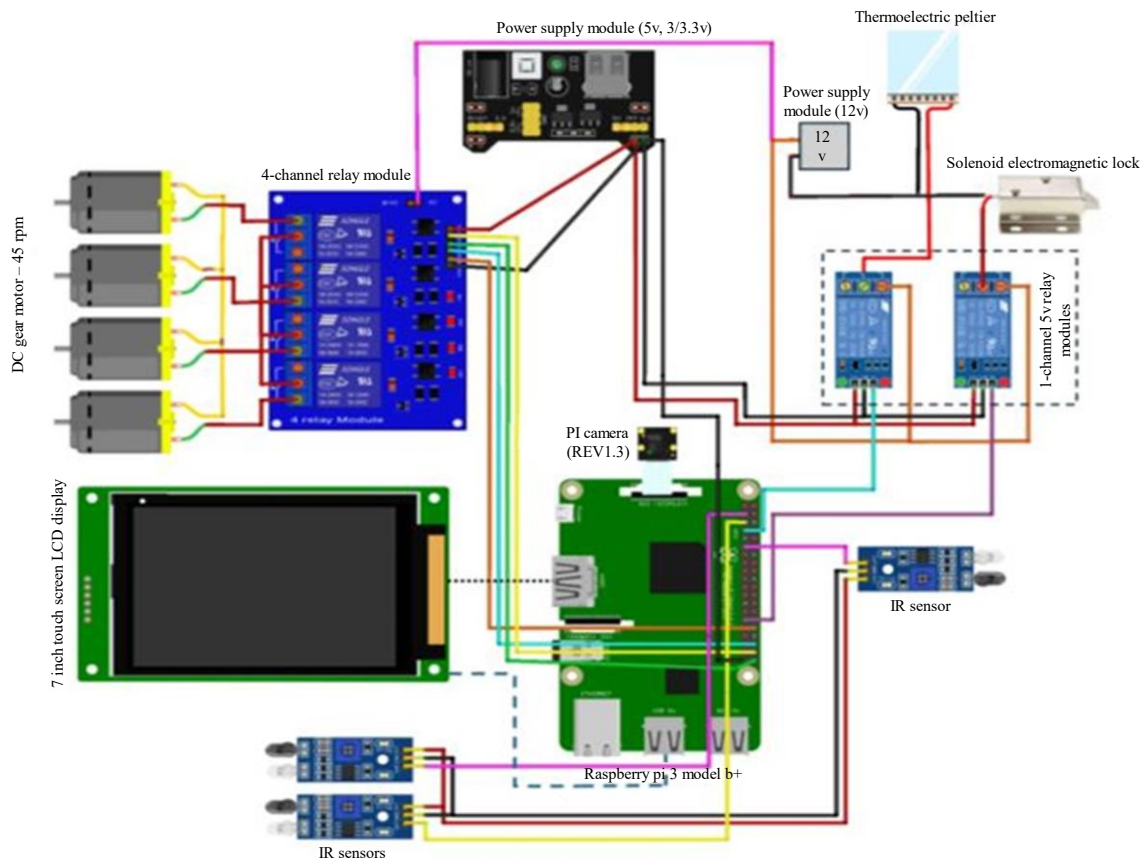 Thermoelectric peltier
Power supply module (5v, 3/3.3v)
Power supply
module (12v)
12
v
Solenoid electromagnetic lock
4-channel relay module
DC gear motor – 45 rpm
1-channel 5v relay
modules
4 relay Module
PI camera
(REV1.3)
7 inch touch screen LCD display
IR sensor
Raspberry pi 3 model b+
IR sensors